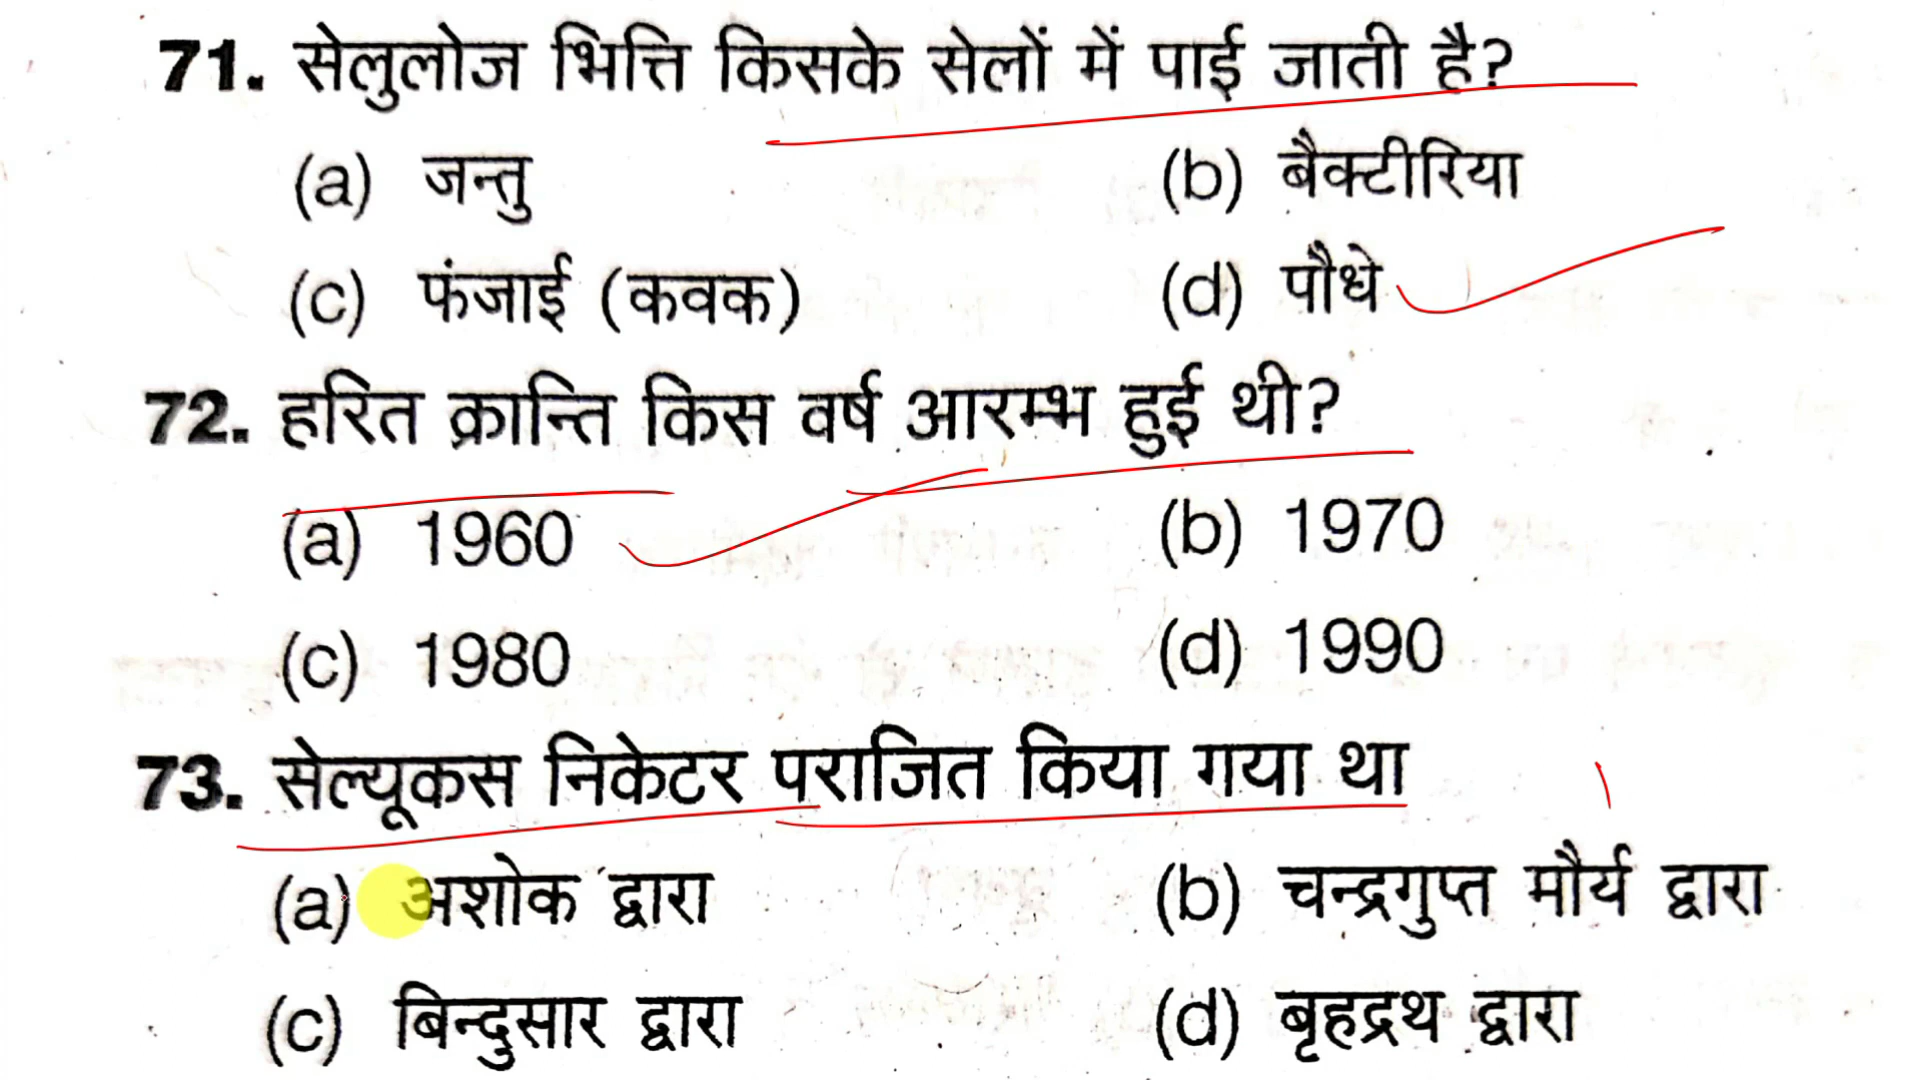 71. सेलुलोज भित्ति किसके सेलों में पाई जाती है?
(a) जन्तु (b) बैक्टीरिया
(c) फंजाई (कवक) (d) पौधे
72. हरित क्रान्ति किस वर्ष आरम्भ हुई थी?
(a) 1960 (b) 1970
(c) 1980 (d) 1990
73. सेल्यूकस निकेटर पराजित किया गया था
(a) अशोक द्वारा (b) चन्द्रगुप्त मौर्य द्वारा
(c) बिन्दुसार द्वारा (d) बृहद्रथ द्वारा